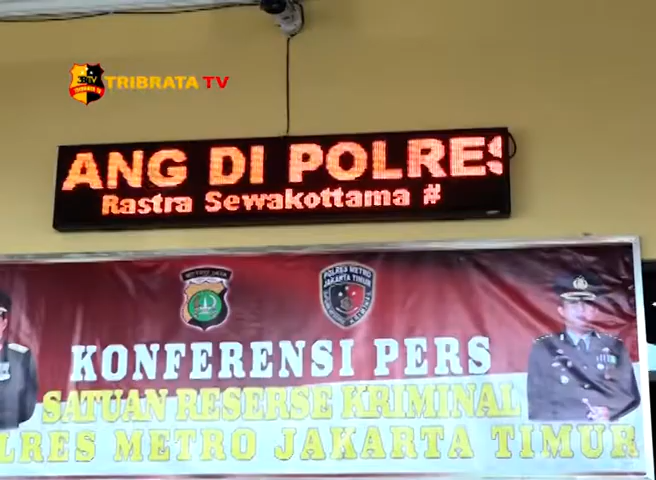 TRIBRATA TV
ANG DI POLRES
Rastra Sewakottama #
POLRES METRO
JAKARTA TIMUR
KONFERENSI PERS
SATUAN RESERSE KRIMINAL
RES METRO JAKARTA TIMUR